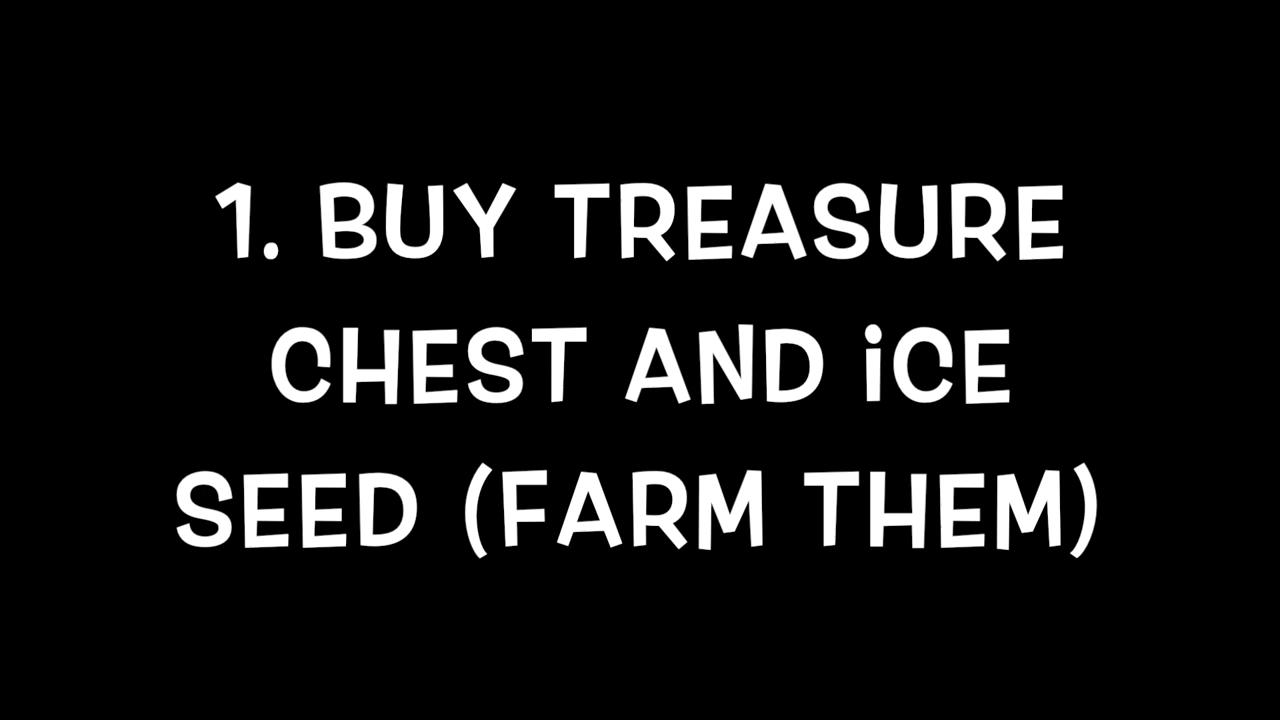 1. BUY TREASURE
CHEST AND iCE
SEED (FARM THEM)